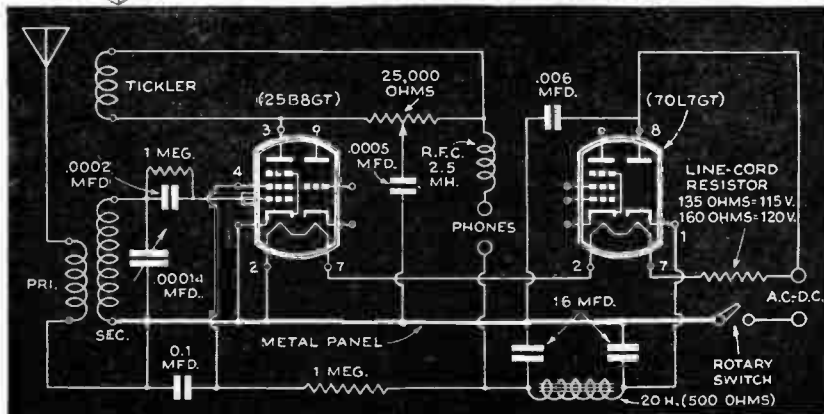 TICKLER
(25B8GT)
25,000
OHMS
.006
MFD.
(70L7GT)
3
8
1 MEG.
4
.0005
MFD.
R.F.C.
2.5
MH.
.0002
MFD.
LINE-CORD
RESISTOR
135 OHMS=115 V.
160 OHMS=120 V.
PHONES
1
2
7
2
7
.00014
MFD.
PRI.
16 MFD.
A.C.-D.C.
SEC.
METAL PANEL
0.1
MFD.
1 MEG.
ROTARY
SWITCH
20 H. (500 OHMS)